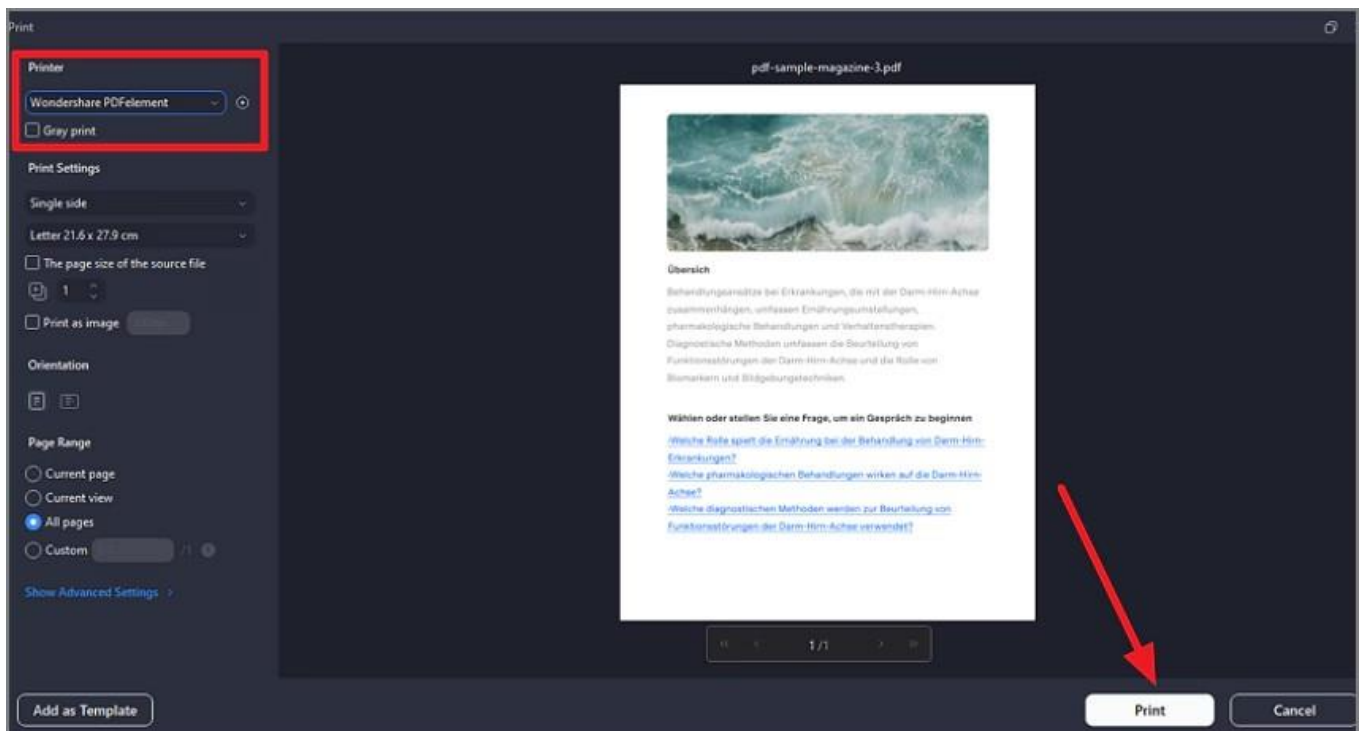 Print
Printer
Wondershare PDFelement
Gray print
Print Settings
Single side
Letter 21.6 x 27.9 cm
The page size of the source file
1
Print as image
Orientation
Page Range
Current page
Current view
All pages
Custom
/1
Show Advanced Settings >
Add as Template
pdf-sample-magazine-3.pdf
Übersich
Behandlungsansätze bei Erkrankungen, die mit der Darm-Hirn-Achse
zusammenhängen, umfassen Ernährungsumstellungen,
pharmakologische Behandlungen und Verhaltenstherapien.
Diagnostische Methoden umfassen die Beurteilung von
Funktionsstörungen der Darm-Hirn-Achse und die Rolle von
Biomarkern und Bildgebungstechniken.
Wählen oder stellen Sie eine Frage, um ein Gespräch zu beginnen
-Welche Rolle spielt die Ernährung bei der Behandlung von Darm-Hirn-
Erkrankungen?
-Welche pharmakologischen Behandlungen wirken auf die Darm-Hirn-
Achse?
-Welche diagnostischen Methoden werden zur Beurteilung von
Funktionsstörungen der Darm-Hirn-Achse verwendet?
1 /1
Print
Cancel